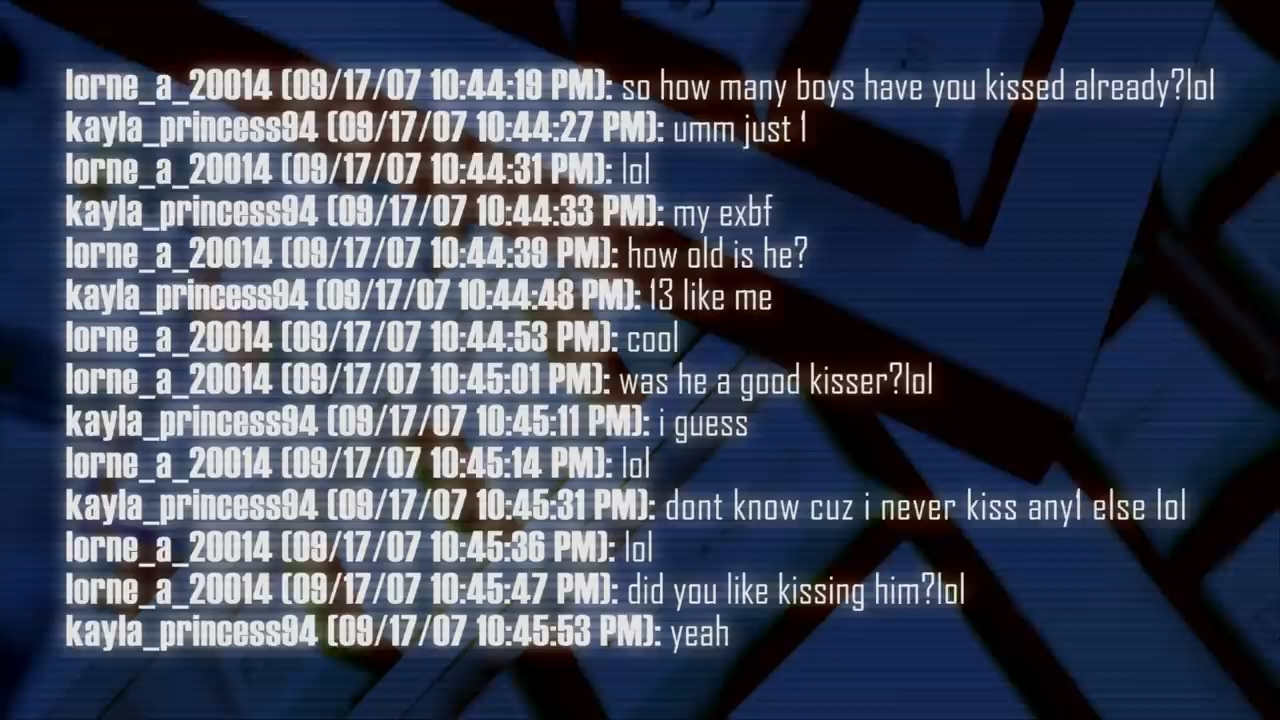 lorne_a_20014 (09/17/07 10:44:19 PM): so how many boys have you kissed already?lol
kayla_princess94 (09/17/07 10:44:27 PM): umm just 1
lorne_a_20014 (09/17/07 10:44:31 PM): lol
kayla_princess94 (09/17/07 10:44:33 PM): my exbf
lorne_a_20014 (09/17/07 10:44:39 PM): how old is he?
kayla_princess94 (09/17/07 10:44:48 PM): 13 like me
lorne_a_20014 (09/17/07 10:44:53 PM): cool
lorne_a_20014 (09/17/07 10:45:01 PM): was he a good kisser?lol
kayla_princess94 (09/17/07 10:45:11 PM): i guess
lorne_a_20014 (09/17/07 10:45:14 PM): lol
kayla_princess94 (09/17/07 10:45:31 PM): dont know cuz i never kiss any1 else lol
lorne_a_20014 (09/17/07 10:45:36 PM): lol
lorne_a_20014 (09/17/07 10:45:47 PM): did you like kissing him?lol
kayla_princess94 (09/17/07 10:45:53 PM): yeah